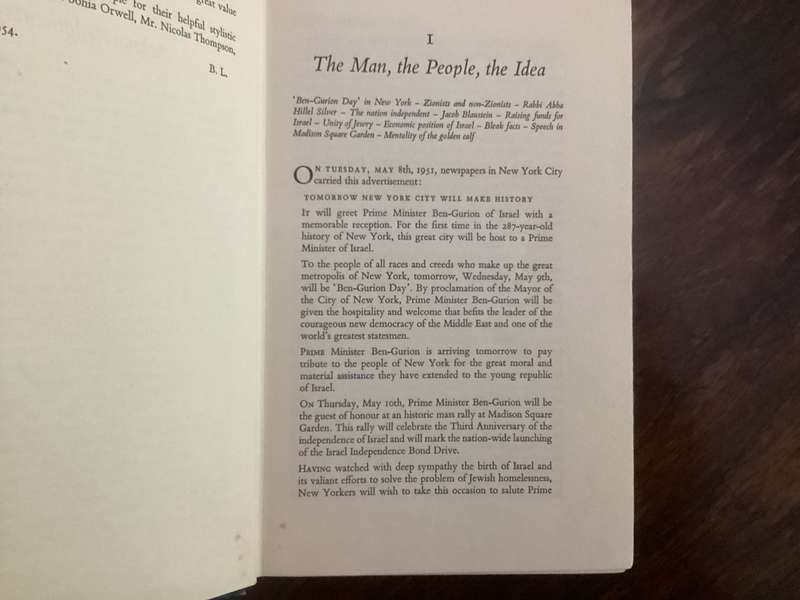 great value
ple for their helpful stylistic
Sonia Orwell, Mr. Nicolas Thompson,
54.
B. L.
I
The Man, the People, the Idea
'Ben-Gurion Day' in New York – Zionists and non-Zionists – Rabbi Abba
Hillel Silver – The nation independent – Jacob Blaustein – Raising funds for
Israel – Unity of Jewry – Economic position of Israel – Bleak facts – Speech in
Madison Square Garden – Mentality of the golden calf
ON TUESDAY, MAY 8th, 1951, newspapers in New York City
carried this advertisement:
TOMORROW NEW YORK CITY WILL MAKE HISTORY
IT will greet Prime Minister Ben-Gurion of Israel with a
memorable reception. For the first time in the 287-year-old
history of New York, this great city will be host to a Prime
Minister of Israel.
To the people of all races and creeds who make up the great
metropolis of New York, tomorrow, Wednesday, May 9th,
will be 'Ben-Gurion Day'. By proclamation of the Mayor of
the City of New York, Prime Minister Ben-Gurion will be
given the hospitality and welcome that befits the leader of the
courageous new democracy of the Middle East and one of the
world's greatest statesmen.
PRIME Minister Ben-Gurion is arriving tomorrow to pay
tribute to the people of New York for the great moral and
material assistance they have extended to the young republic
of Israel.
ON Thursday, May 10th, Prime Minister Ben-Gurion will be
the guest of honour at an historic mass rally at Madison Square
Garden. This rally will celebrate the Third Anniversary of the
independence of Israel and will mark the nation-wide launching
of the Israel Independence Bond Drive.
HAVING watched with deep sympathy the birth of Israel and
its valiant efforts to solve the problem of Jewish homelessness,
New Yorkers will wish to take this occasion to salute Prime